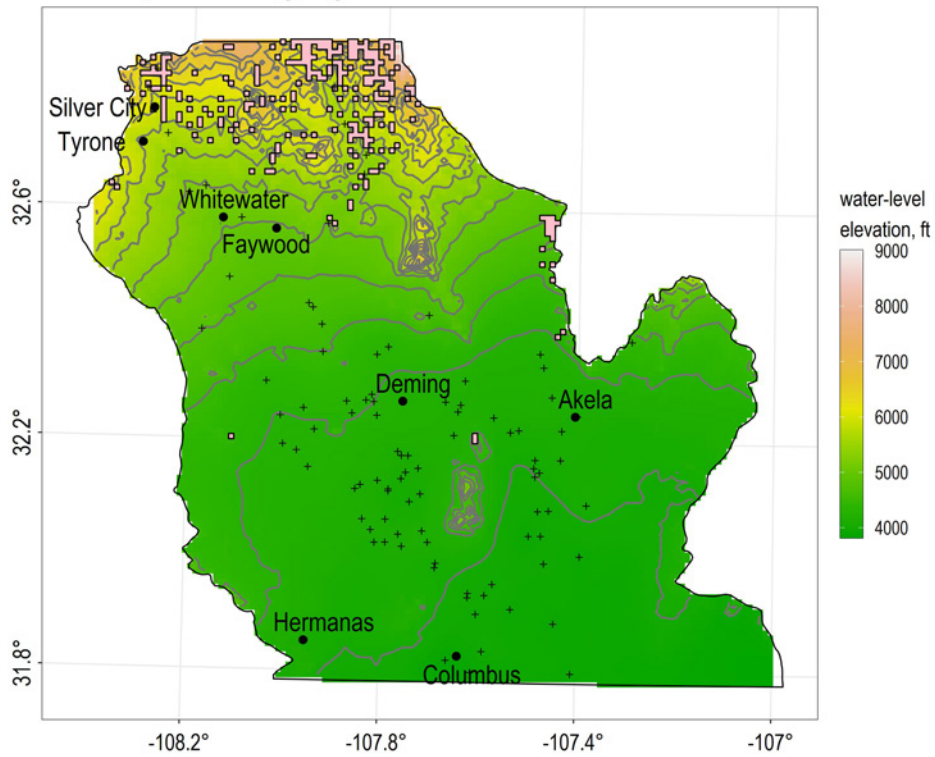 Silver City
Tyrone
Whitewater
Faywood
Deming
Akela
Hermanas
Columbus
32.6°
32.2°
31.8°
-108.2°
-107.8°
-107.4°
-107°
water-level
elevation, ft
9000
8000
7000
6000
5000
4000